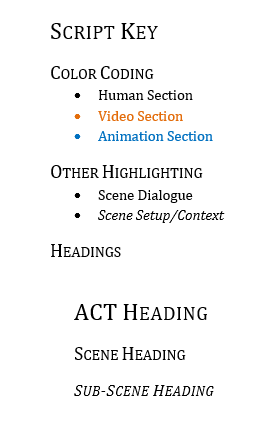 SCRIPT KEY
COLOR CODING
• Human Section
• Video Section
• Animation Section
OTHER HIGHLIGHTING
• Scene Dialogue
• Scene Setup/Context
HEADINGS
ACT HEADING
SCENE HEADING
SUB-SCENE HEADING